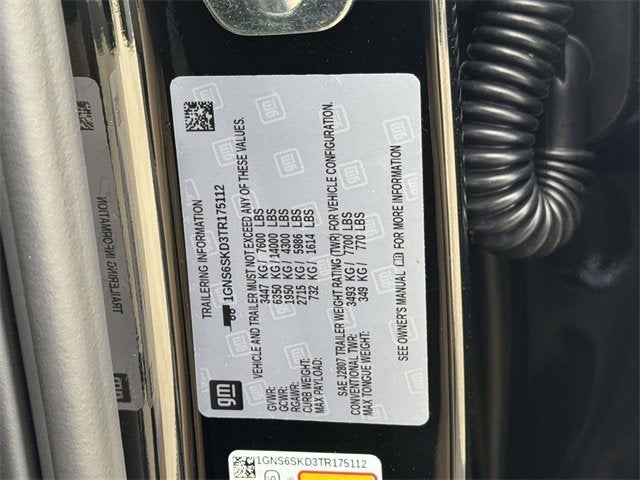 TRAILERING INFORMATION
1GNS6SKD3TR175112
VEHICLE AND TRAILER MUST NOT EXCEED ANY OF THESE VALUES.
GVWR: 3447 KG / 7600 LBS
GCWR: 6350 KG / 14000 LBS
RGAWR: 1950 KG / 4300 LBS
CURB WEIGHT: 2715 KG / 5986 LBS
MAX PAYLOAD: 732 KG / 1614 LBS
SAE J2807 TRAILER WEIGHT RATING (TWR) FOR VEHICLE CONFIGURATION.
CONVENTIONAL TWR: 3493 KG / 7700 LBS
MAX TONGUE WEIGHT: 349 KG / 770 LBS
SEE OWNER'S MANUAL FOR MORE INFORMATION
gm
1GNS6SKD3TR175112
TRAILERING INFORMATION
gm